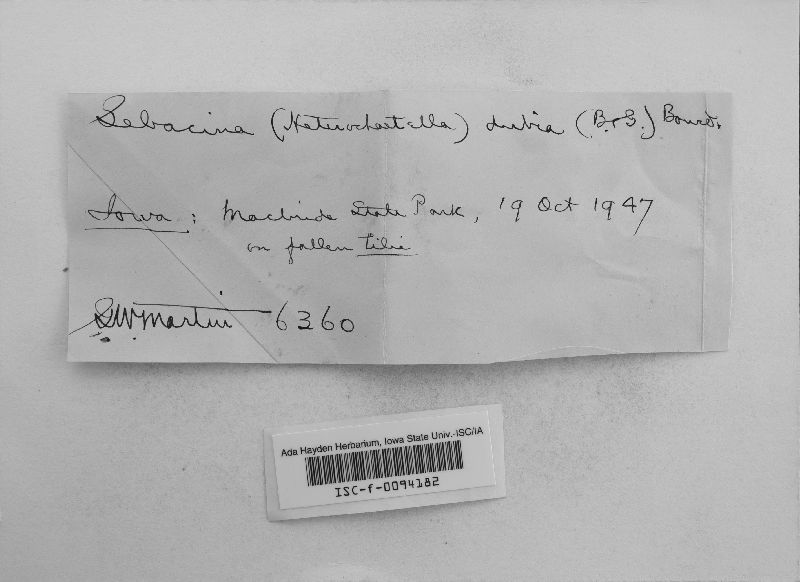 Sebacina (Heterochaetella) dubia (B. & G.) Bourd.
Iowa: Macbride State Park, 19 Oct 1947
on fallen Tilia
GWMartin 6360
Ada Hayden Herbarium, Iowa State Univ.-ISC/IA
ISC-f-0094182